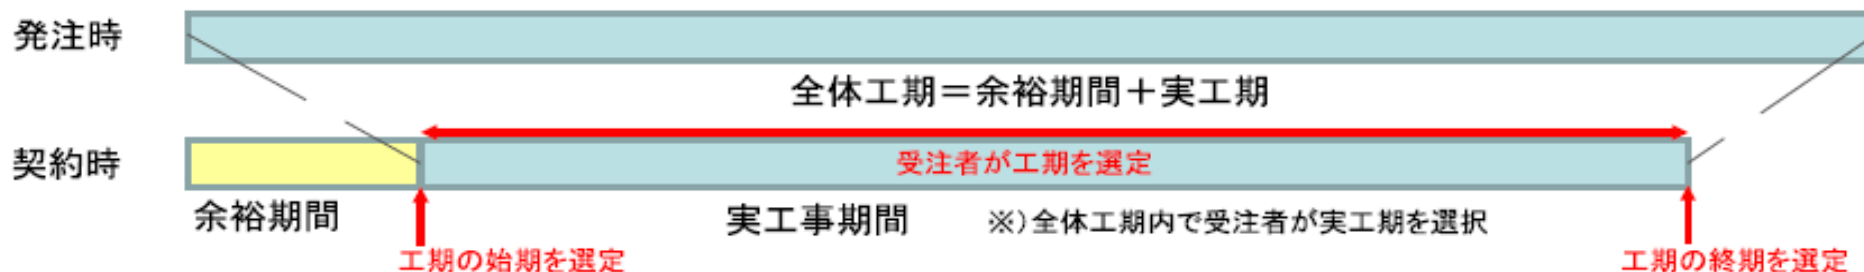 発注時
全体工期＝余裕期間＋実工期
契約時
受注者が工期を選定
余裕期間
実工事期間
※）全体工期内で受注者が実工期を選択
工期の始期を選定
工期の終期を選定